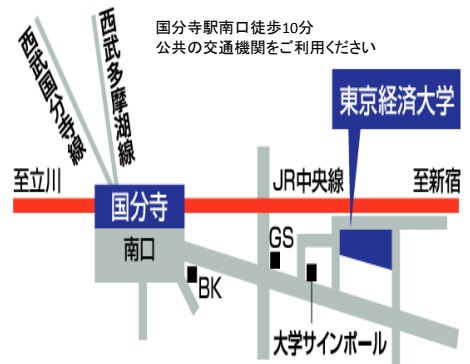 国分寺駅南口徒歩10分
公共の交通機関をご利用ください
西武国分寺線
西武多摩湖線
東京経済大学
至立川
JR中央線
至新宿
国分寺
南口
GS
BK
大学サインポール